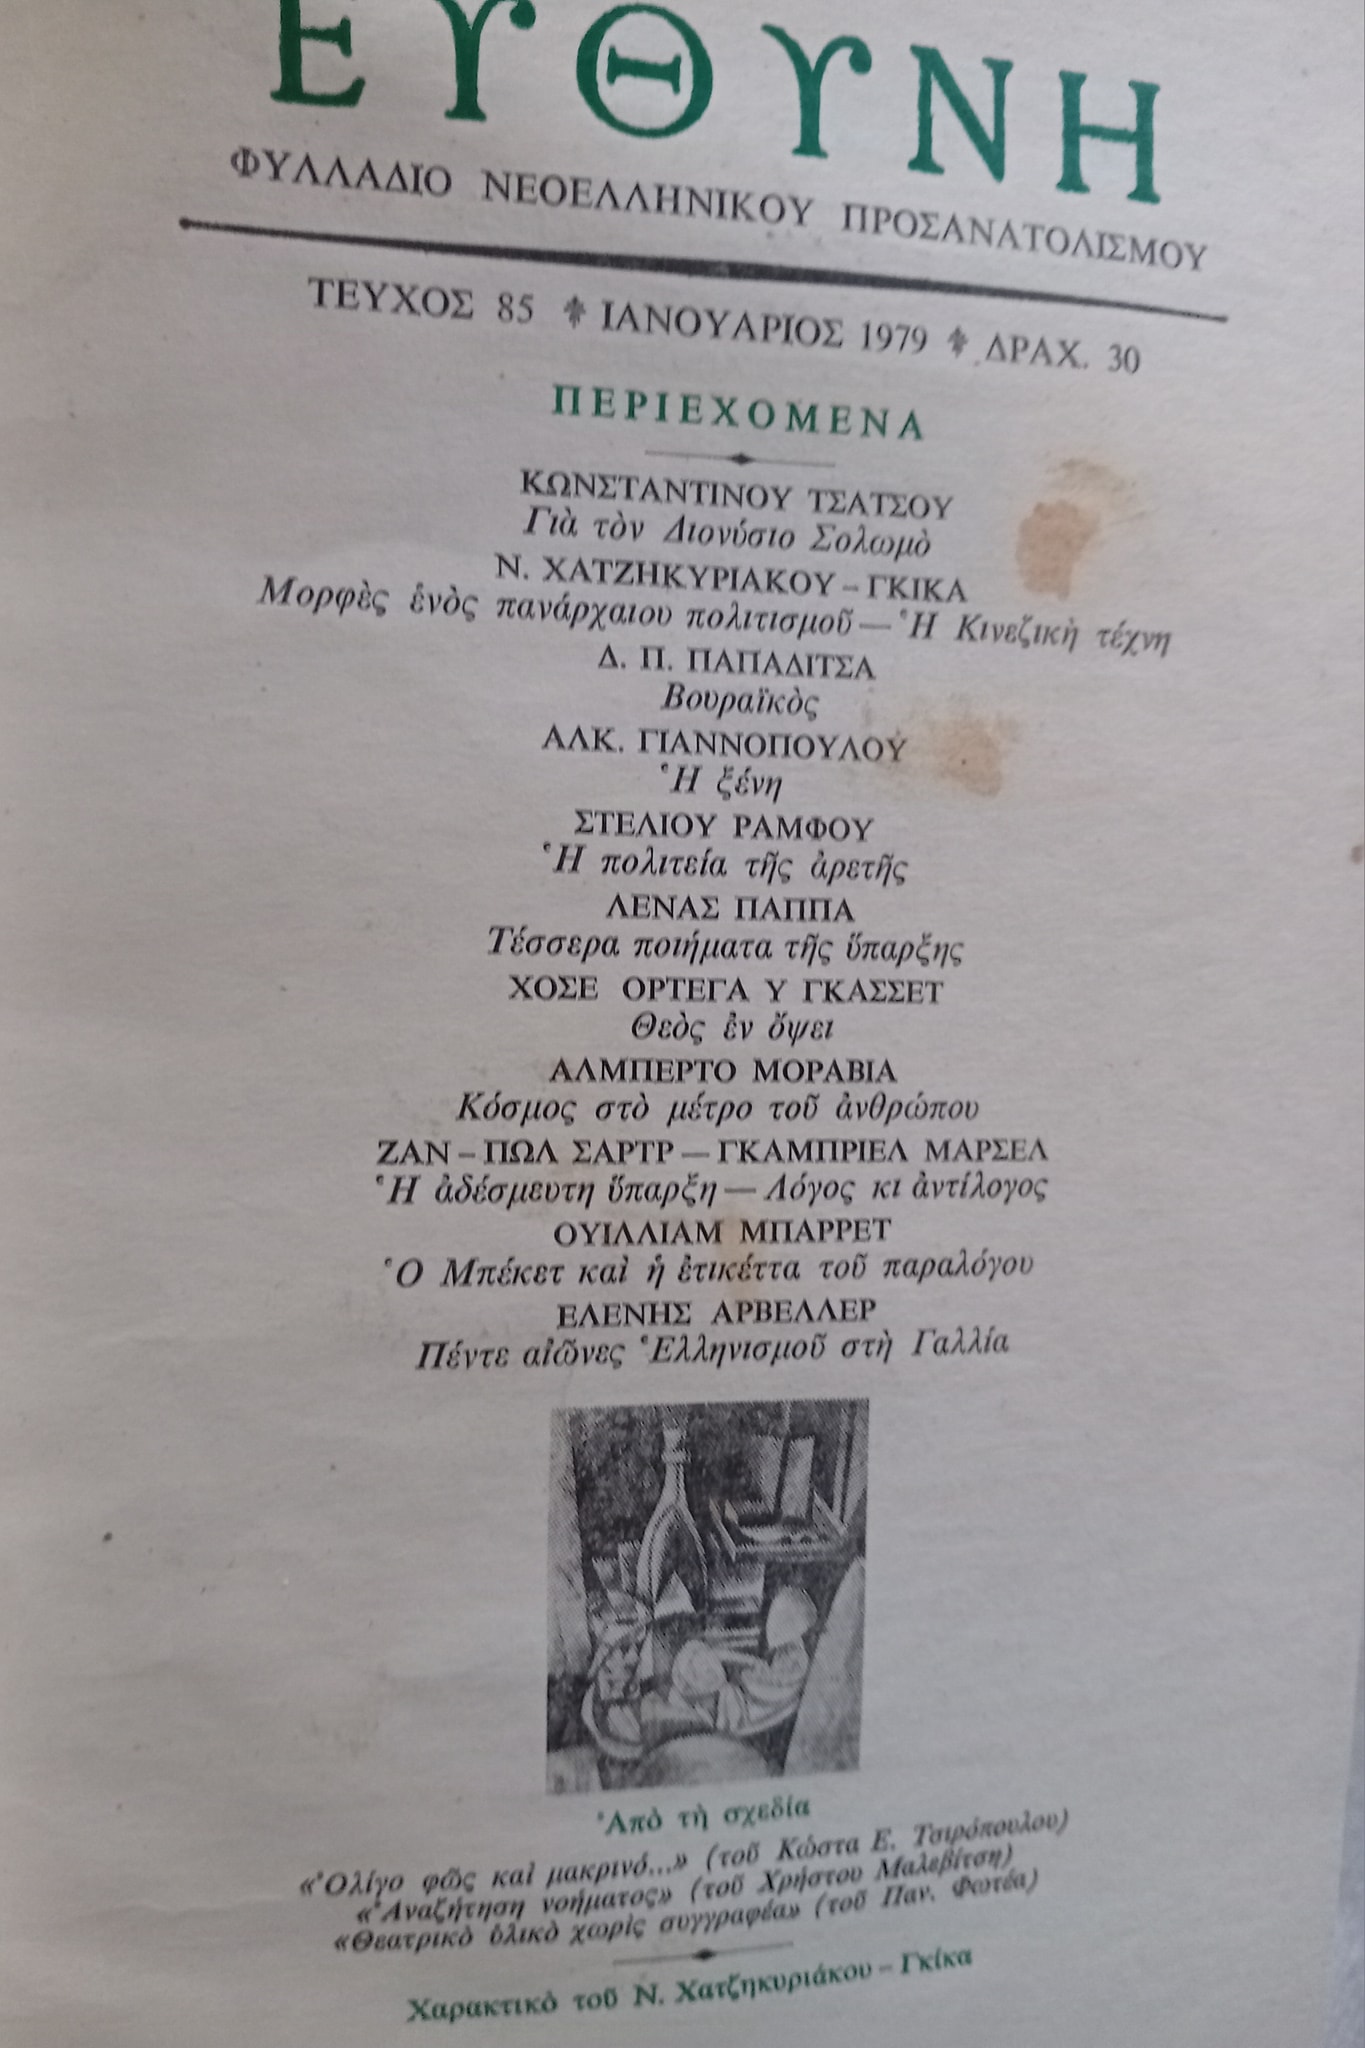 ΕΥΘΥΝΗ
ΦΥΛΛΑΔΙΟ ΝΕΟΕΛΛΗΝΙΚΟΥ ΠΡΟΣΑΝΑΤΟΛΙΣΜΟΥ
ΤΕΥΧΟΣ 85 ΙΑΝΟΥΑΡΙΟΣ 1979 ΔΡΑΧ. 30
ΠΕΡΙΕΧΟΜΕΝΑ
ΚΩΝΣΤΑΝΤΙΝΟΥ ΤΣΑΤΣΟΥ
Γιὰ τὸν Διονύσιο Σολωμὸ
Ν. ΧΑΤΖΗΚΥΡΙΑΚΟΥ – ΓΚΙΚΑ
Μορφὲς ἑνὸς πανάρχαιου πολιτισμοῦ — Ἡ Κινεζικὴ τέχνη
Δ. Π. ΠΑΠΑΔΙΤΣΑ
Βουραϊκὸς
ΑΛΚ. ΓΙΑΝΝΟΠΟΥΛΟΥ
Ἡ ξένη
ΣΤΕΛΙΟΥ ΡΑΜΦΟΥ
Ἡ πολιτεία τῆς ἀρετῆς
ΛΕΝΑΣ ΠΑΠΠΑ
Τέσσερα ποιήματα τῆς ὕπαρξης
ΧΟΣΕ ΟΡΤΕΓΑ Υ ΓΚΑΣΣΕΤ
Θεὸς ἐν ὄψει
ΑΛΜΠΕΡΤΟ ΜΟΡΑΒΙΑ
Κόσμος στὸ μέτρο τοῦ ἀνθρώπου
ΖΑΝ – ΠΩΛ ΣΑΡΤΡ — ΓΚΑΜΠΡΙΕΛ ΜΑΡΣΕΛ
Ἡ ἀδέσμευτη ὕπαρξη — Λόγος κι ἀντίλογος
ΟΥΙΛΛΙΑΜ ΜΠΑΡΡΕΤ
Ὁ Μπέκετ καὶ ἡ ἐτικέττα τοῦ παραλόγου
ΕΛΕΝΗΣ ΑΡΒΕΛΛΕΡ
Πέντε αἰῶνες Ἑλληνισμοῦ στὴ Γαλλία
Ἀπὸ τὴ σχεδία
«Ὀλίγο φῶς καὶ μακρινό...» (τοῦ Κώστα Ε. Τσιρόπουλου)
«Ἀναζήτηση νοήματος» (τοῦ Χρήστου Μαλεβίτση)
«Θεατρικὸ ὑλικὸ χωρὶς συγγραφέα» (τοῦ Παν. Φωτέα)
Χαρακτικὸ τοῦ Ν. Χατζηκυριάκου – Γκίκα